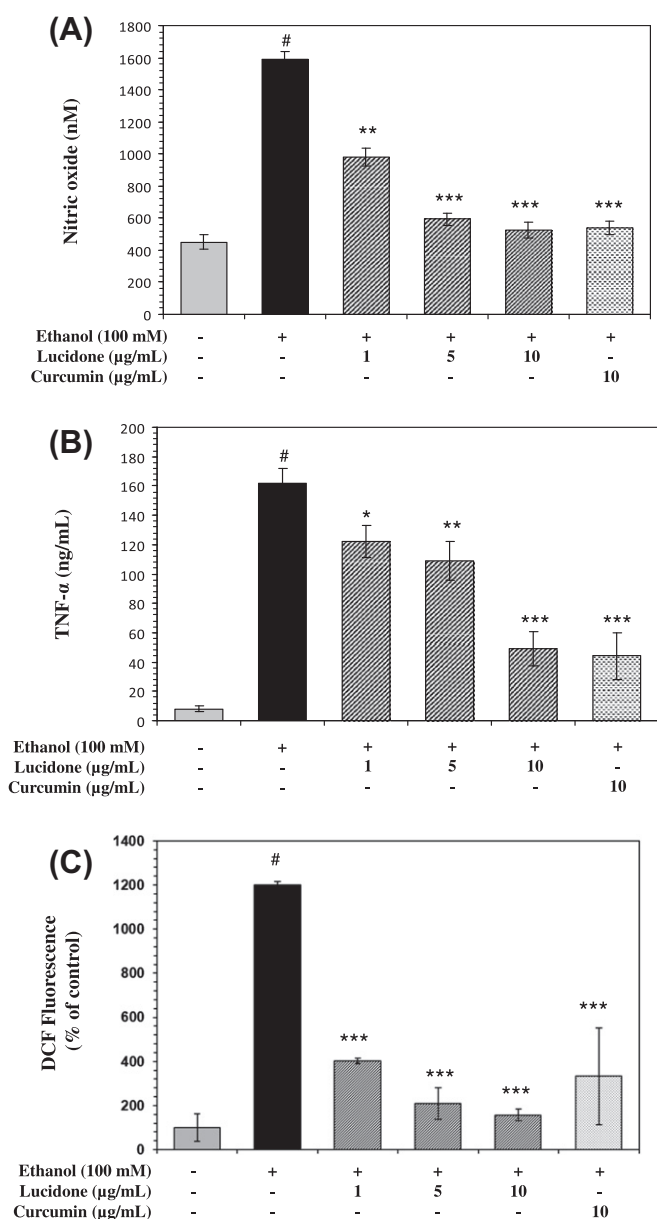 (A)
Nitric oxide (nM)
1800
1600
1400
1200
1000
800
600
400
200
0
#
**
***
***
***
Ethanol (100 mM) - + + + + +
Lucidone (µg/mL) - - 1 5 10 -
Curcumin (µg/mL) - - - - - 10
(B)
TNF-α (ng/mL)
200
180
160
140
120
100
80
60
40
20
0
#
*
**
***
***
Ethanol (100 mM) - + + + + +
Lucidone (µg/mL) - - 1 5 10 -
Curcumin (µg/mL) - - - - - 10
(C)
DCF Fluorescence
(% of control)
1400
1200
1000
800
600
400
200
0
#
***
***
***
***
Ethanol (100 mM) - + + + + +
Lucidone (µg/mL) - - 1 5 10 -
Curcumin (µg/mL) - - - - - 10